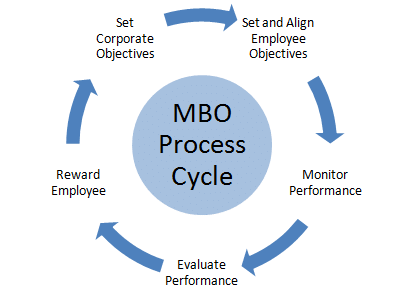 Set
Corporate
Objectives
Set and Align
Employee
Objectives
MBO
Process
Cycle
Reward
Employee
Monitor
Performance
Evaluate
Performance